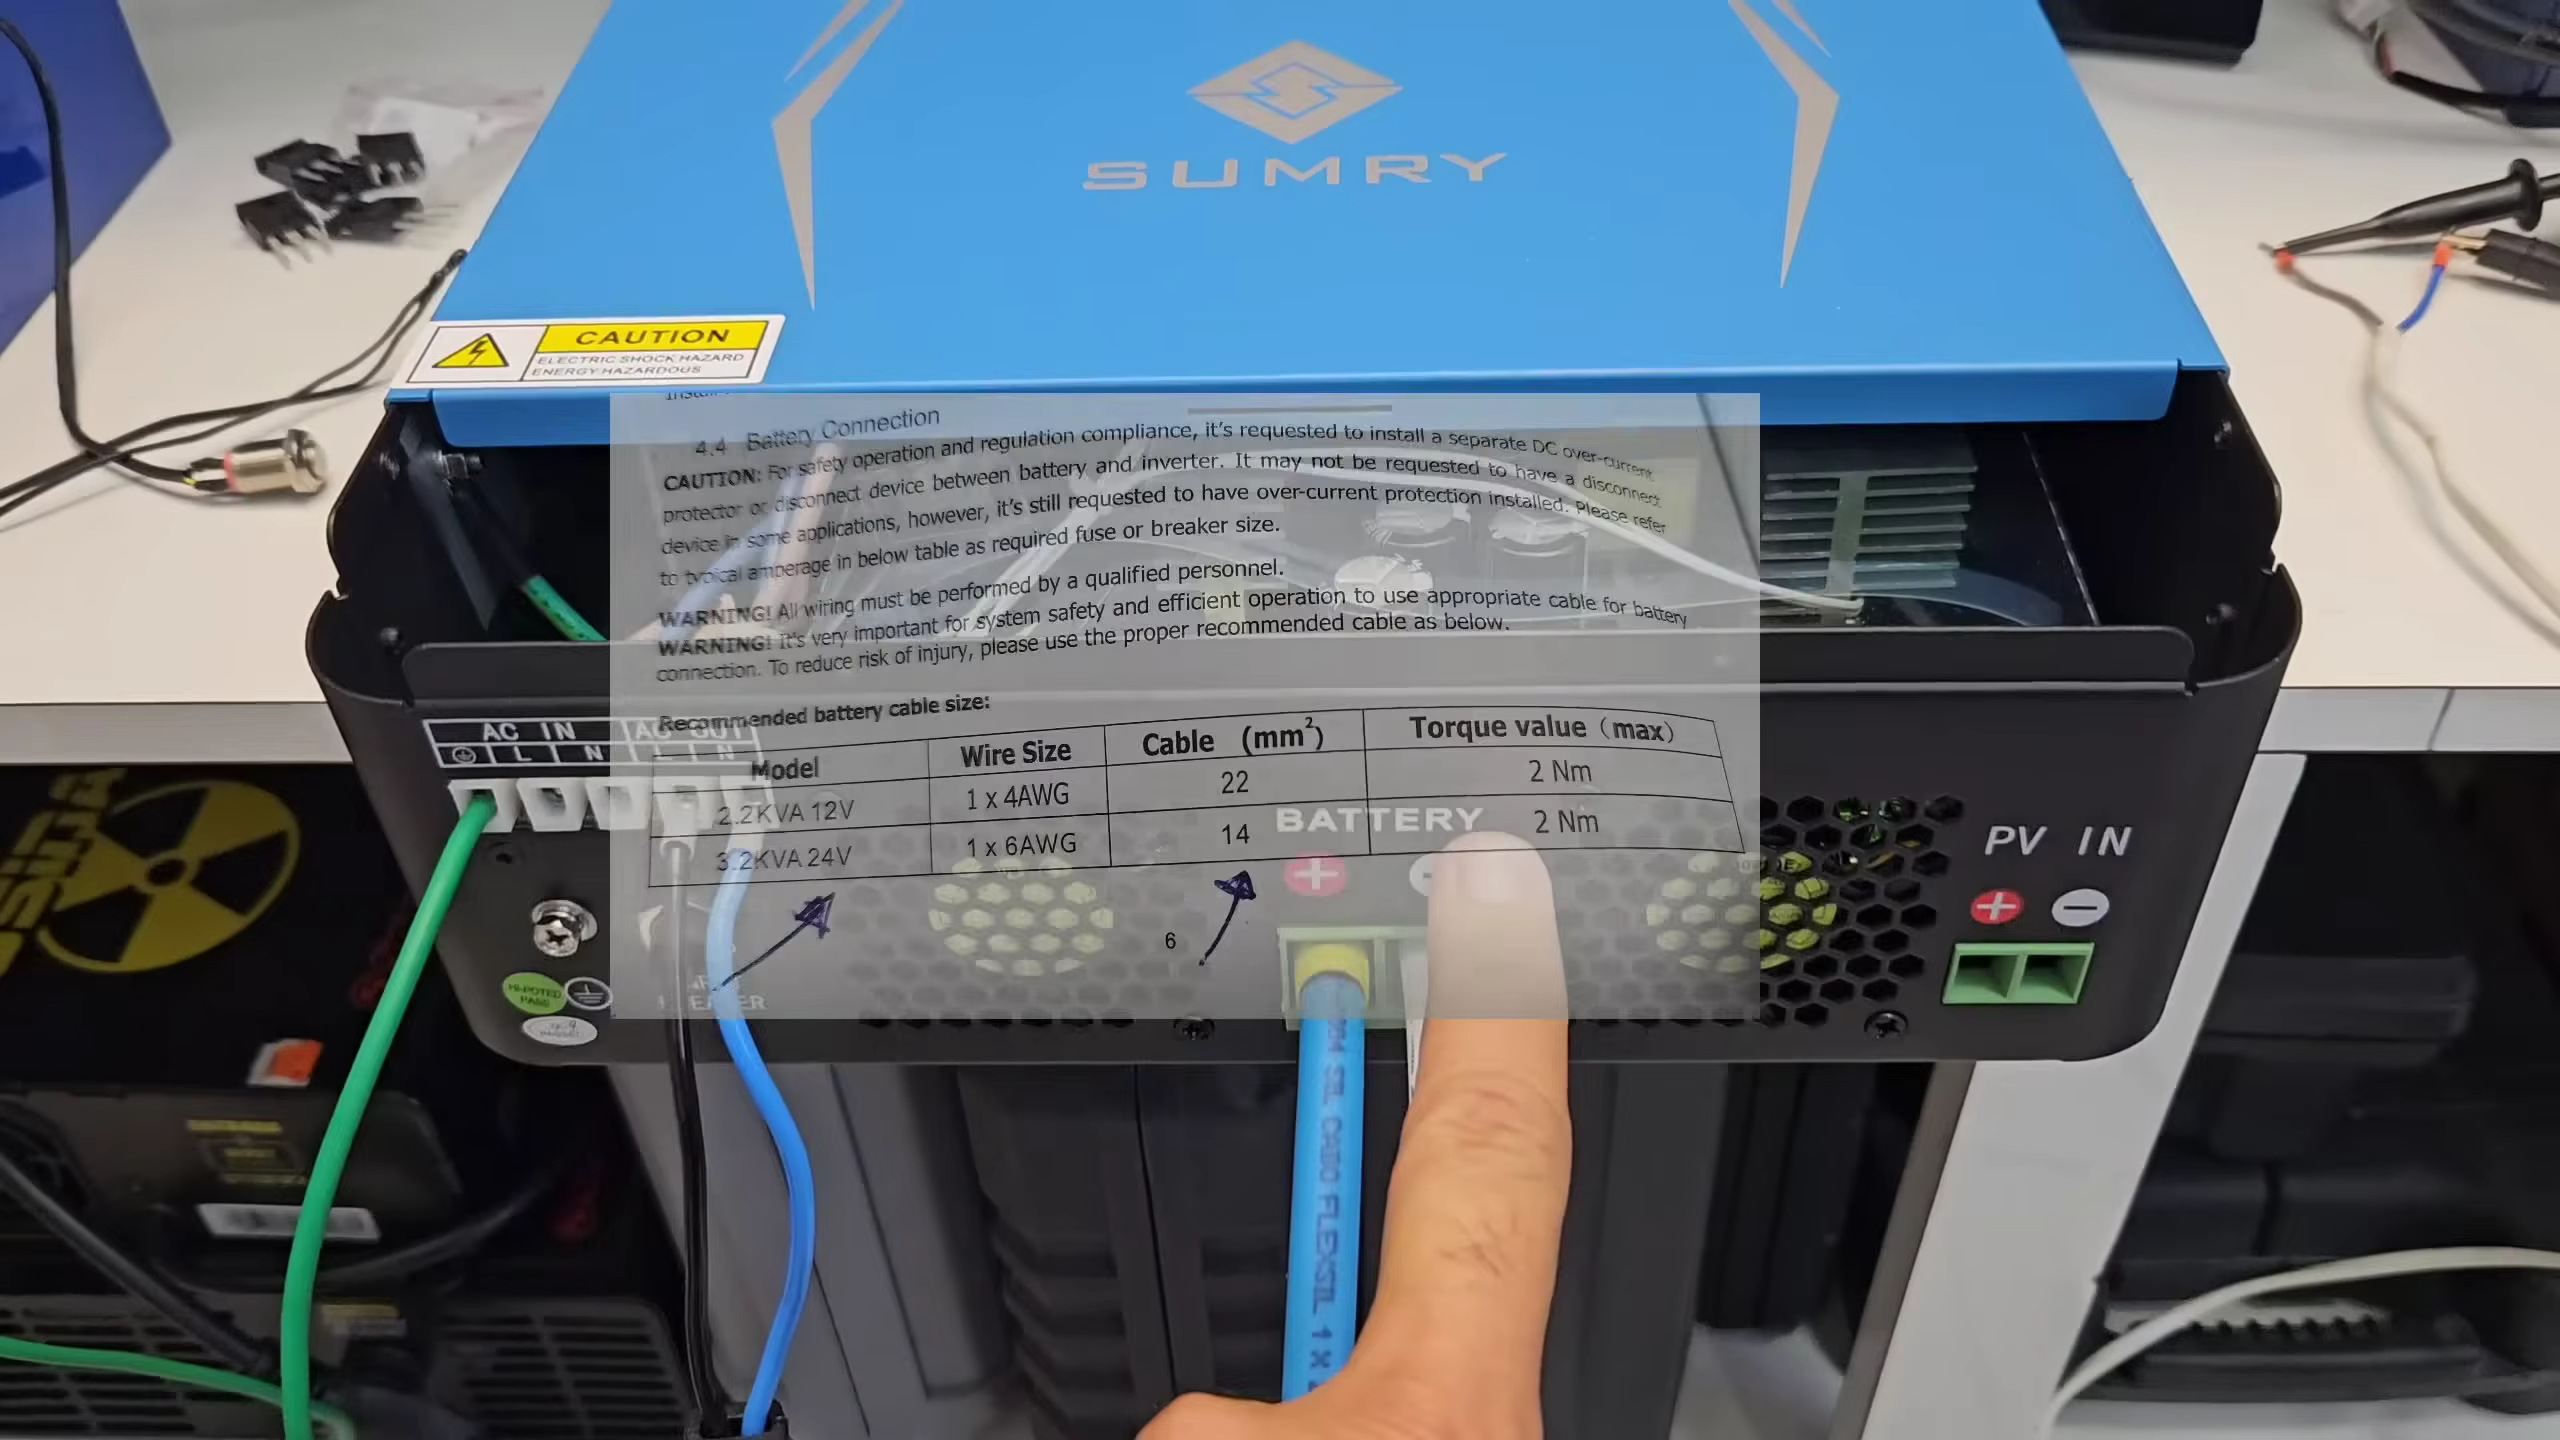 SUMRY
CAUTION
ELECTRIC SHOCK HAZARD
ENERGY HAZARDOUS
4.4 Battery Connection
CAUTION: For safety operation and regulation compliance, it's requested to install a separate DC over-current
protector or disconnect device between battery and inverter. It may not be requested to have a disconnect
device in some applications, however, it's still requested to have over-current protection installed. Please refer
to typical amperage in below table as required fuse or breaker size.
WARNING! All wiring must be performed by a qualified personnel.
WARNING! It's very important for system safety and efficient operation to use appropriate cable for battery
connection. To reduce risk of injury, please use the proper recommended cable as below.
Recommended battery cable size:
Model Wire Size Cable (mm²) Torque value (max)
2.2KVA 12V 1 x 4AWG 22 2 Nm
3.2KVA 24V 1 x 6AWG 14 2 Nm
6
AC IN AC OUT
L N L N
BATTERY
+ -
PV IN
+ -
HI-POTED
PASS
SIL CABO FLEXSIL 1 X